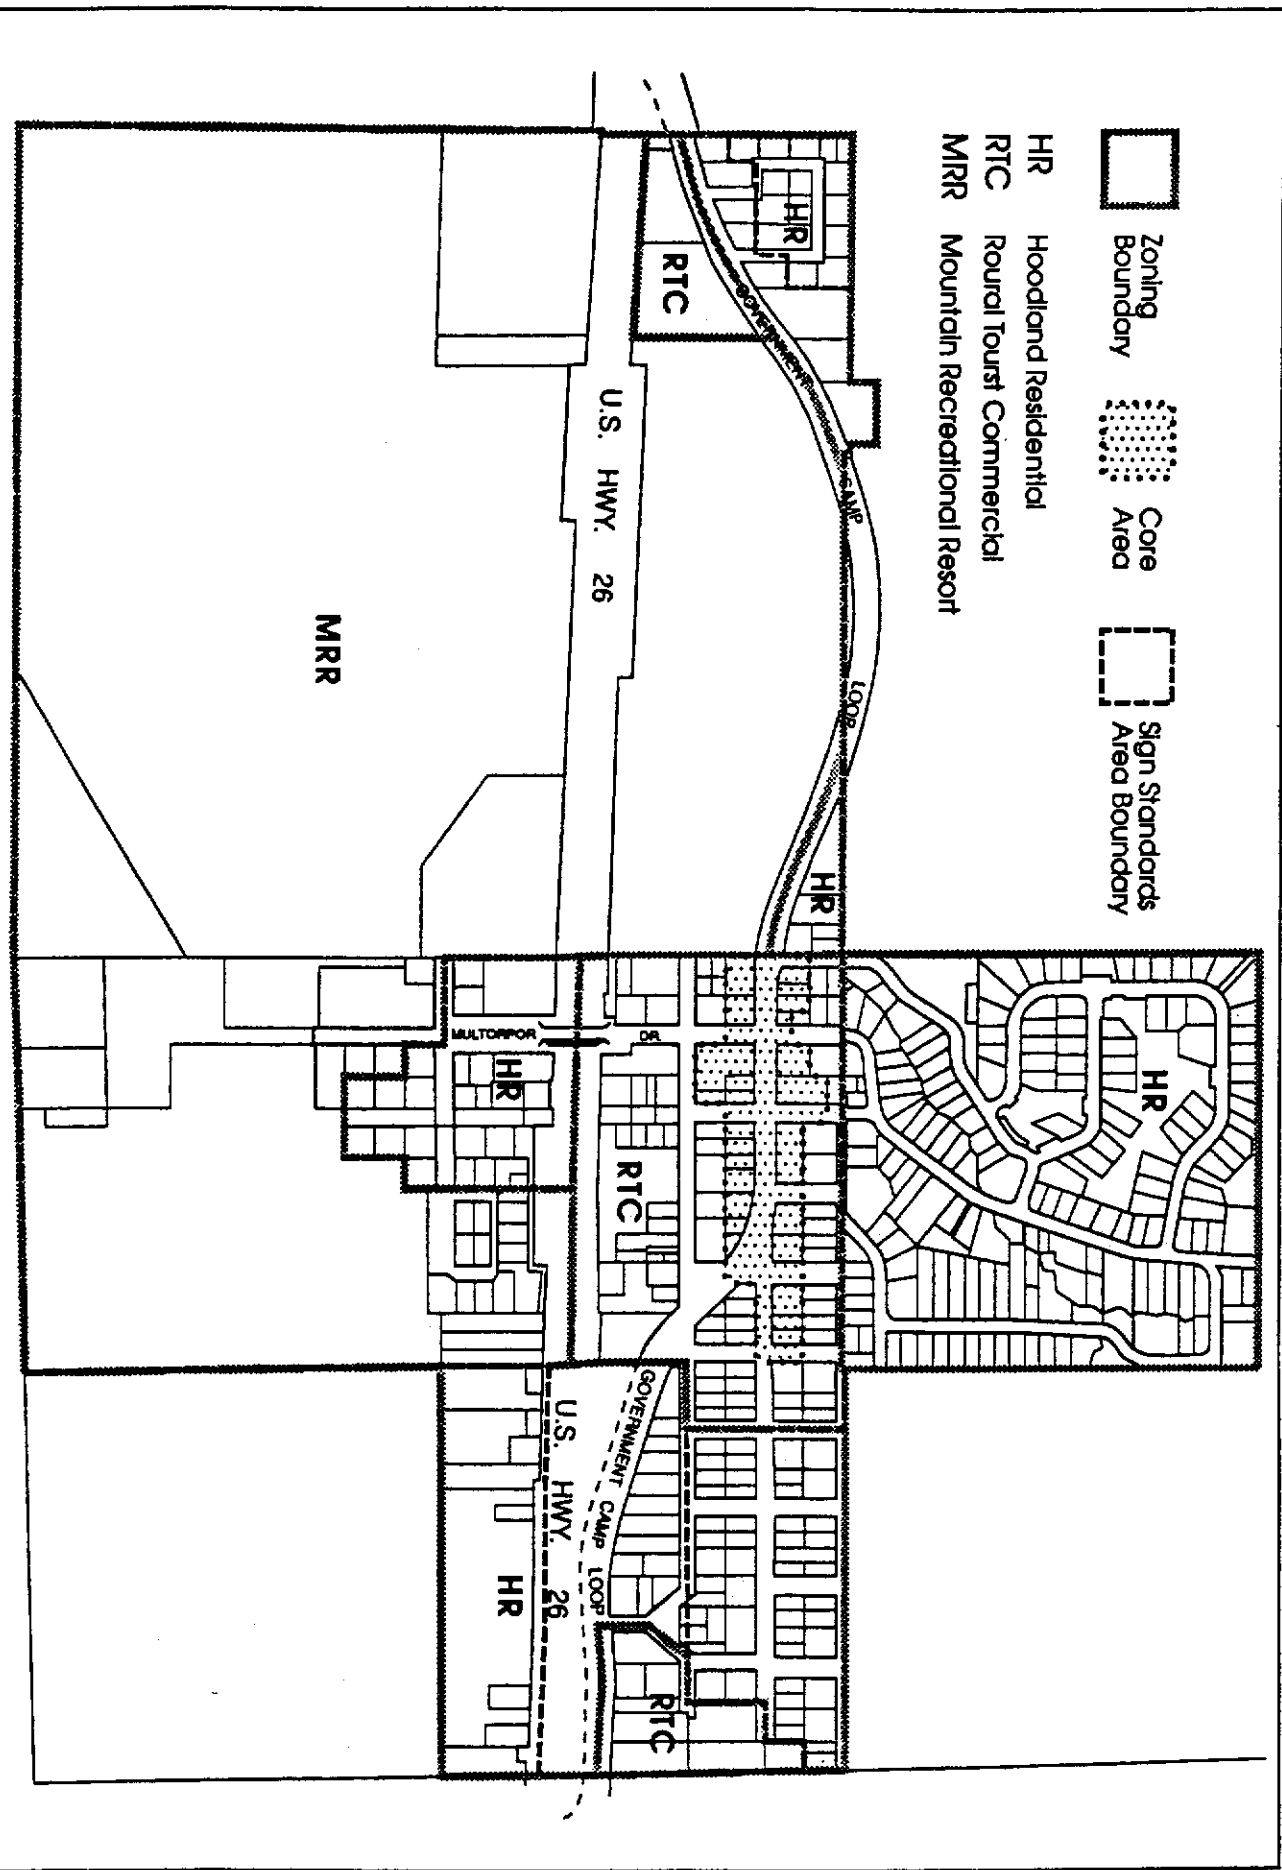 Zoning
Boundary
Core
Area
Sign Standards
Area Boundary
HR Hoodland Residential
RTC Roural Tourst Commercial
MRR Mountain Recreational Resort
HR
RTC
GOVERNMENT
CAMP
LOOP
HR
HR
U.S. HWY. 26
MRR
MULTORPOR
DR.
HR
RTC
GOVERNMENT CAMP LOOP
U.S. HWY. 26
HR
RTC